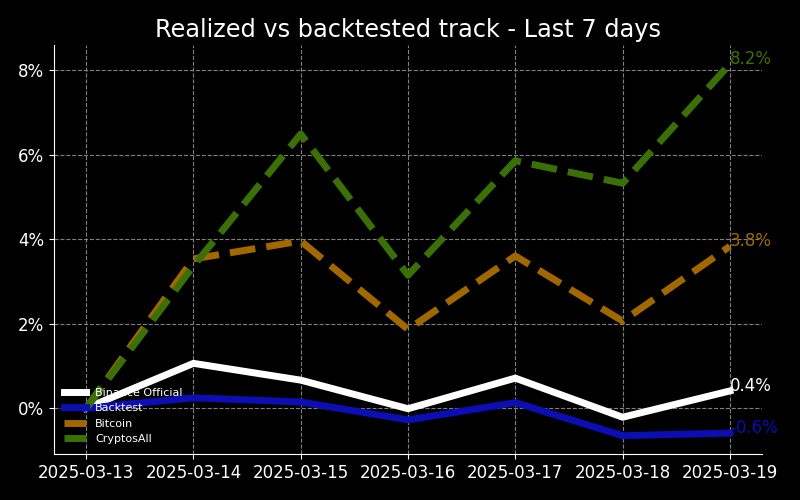 Realized vs backtested track - Last 7 days
8%
6%
4%
2%
0%
8.2%
3.8%
0.4%
-0.6%
Binance Official
Backtest
Bitcoin
CryptosAll
2025-03-13 2025-03-14 2025-03-15 2025-03-16 2025-03-17 2025-03-18 2025-03-19